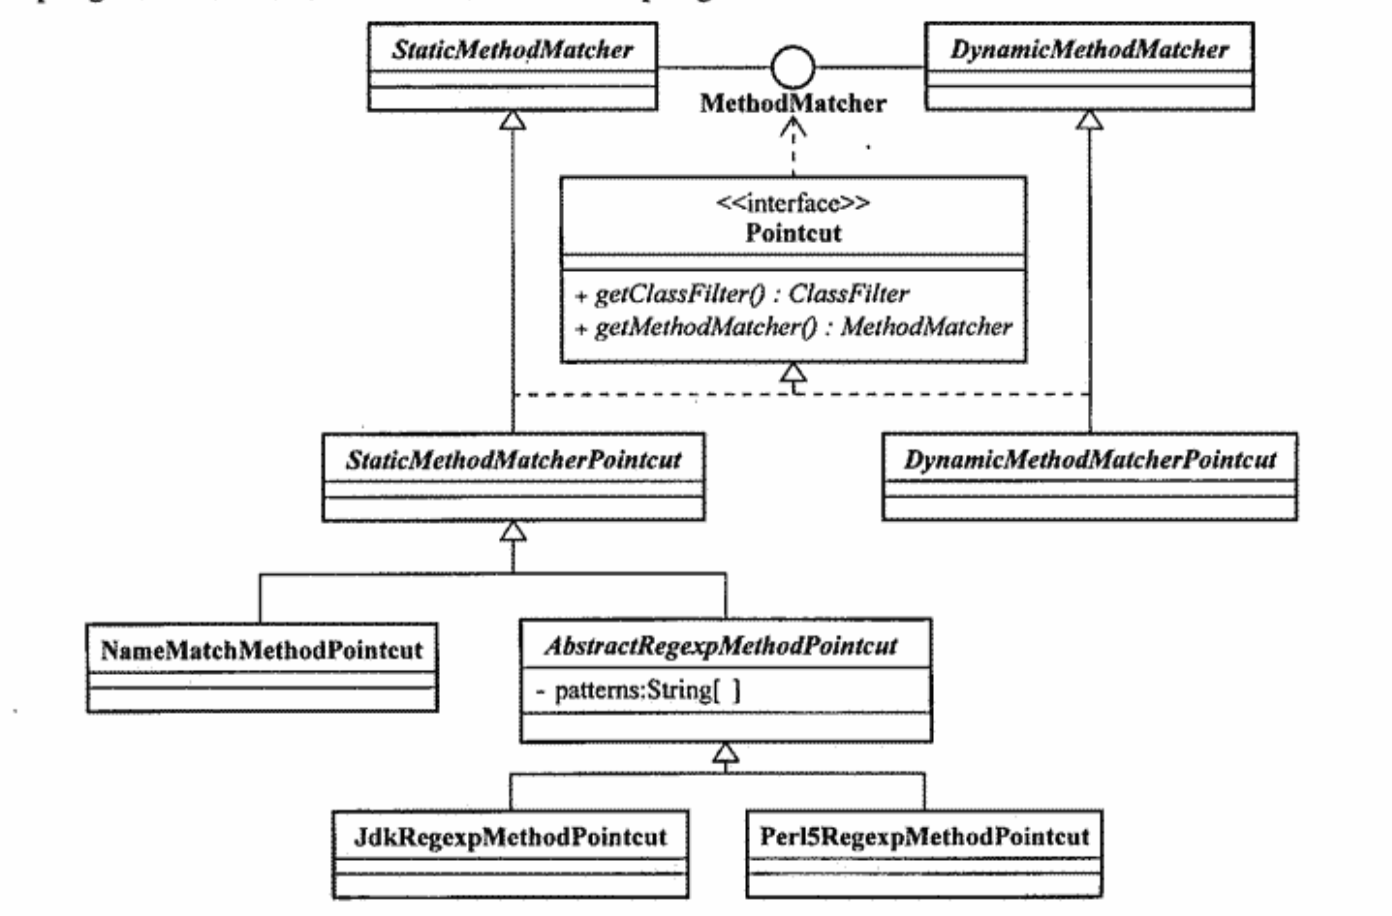 StaticMethodMatcher
DynamicMethodMatcher
MethodMatcher
<<interface>>
Pointcut
+ getClassFilter() : ClassFilter
+ getMethodMatcher() : MethodMatcher
StaticMethodMatcherPointcut
DynamicMethodMatcherPointcut
NameMatchMethodPointcut
AbstractRegexpMethodPointcut
- patterns:String[ ]
JdkRegexpMethodPointcut
Perl5RegexpMethodPointcut